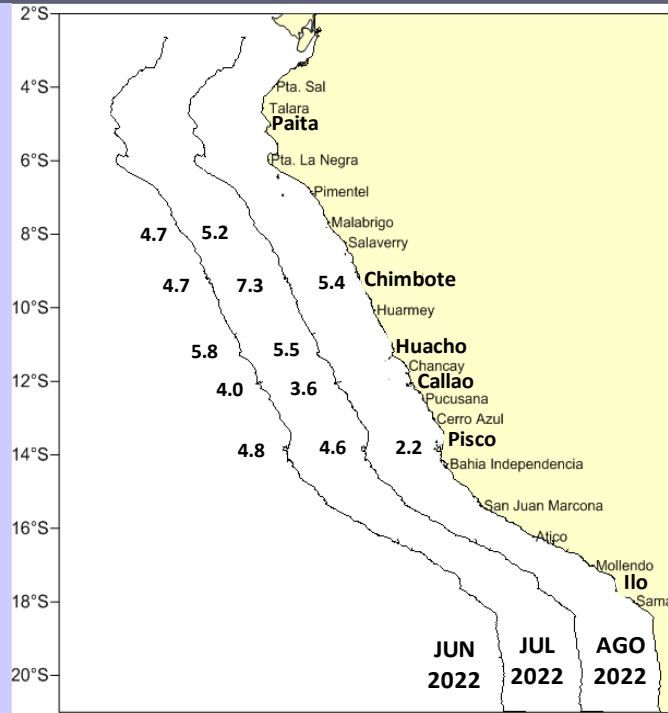 2°S
4°S
Pta. Sal
Talara
Paita
6°S
Pta. La Negra
Pimentel
Malabrigo
8°S
4.7
5.2
Salaverry
4.7
7.3
5.4
Chimbote
10°S
Huarmey
5.8
5.5
Huacho
Chancay
12°S
4.0
3.6
Callao
Pucusana
Cerro Azul
Pisco
14°S
4.8
4.6
2.2
Bahia Independencia
San Juan Marcona
16°S
Atico
Mollendo
Ilo
18°S
Sama
JUN
2022
JUL
2022
AGO
2022
20°S